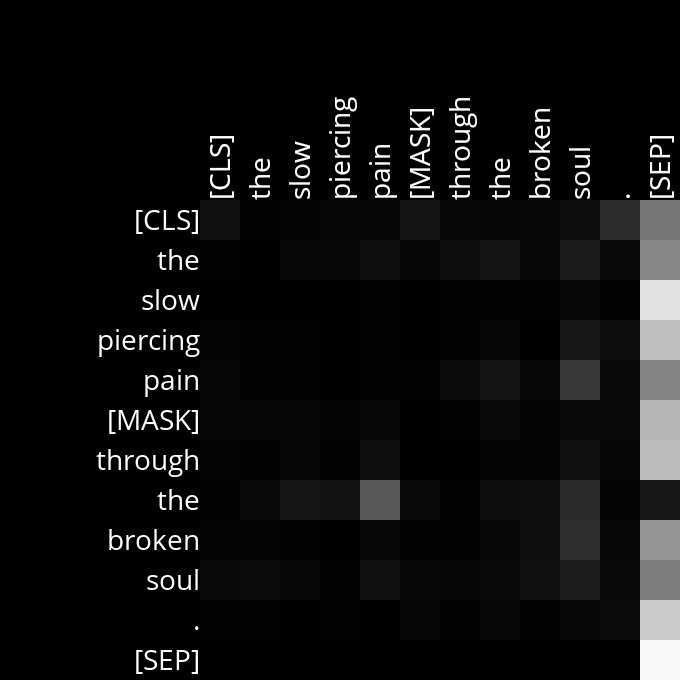 [CLS] the slow piercing pain [MASK] through the broken soul . [SEP]
[CLS]
the
slow
piercing
pain
[MASK]
through
the
broken
soul
.
[SEP]